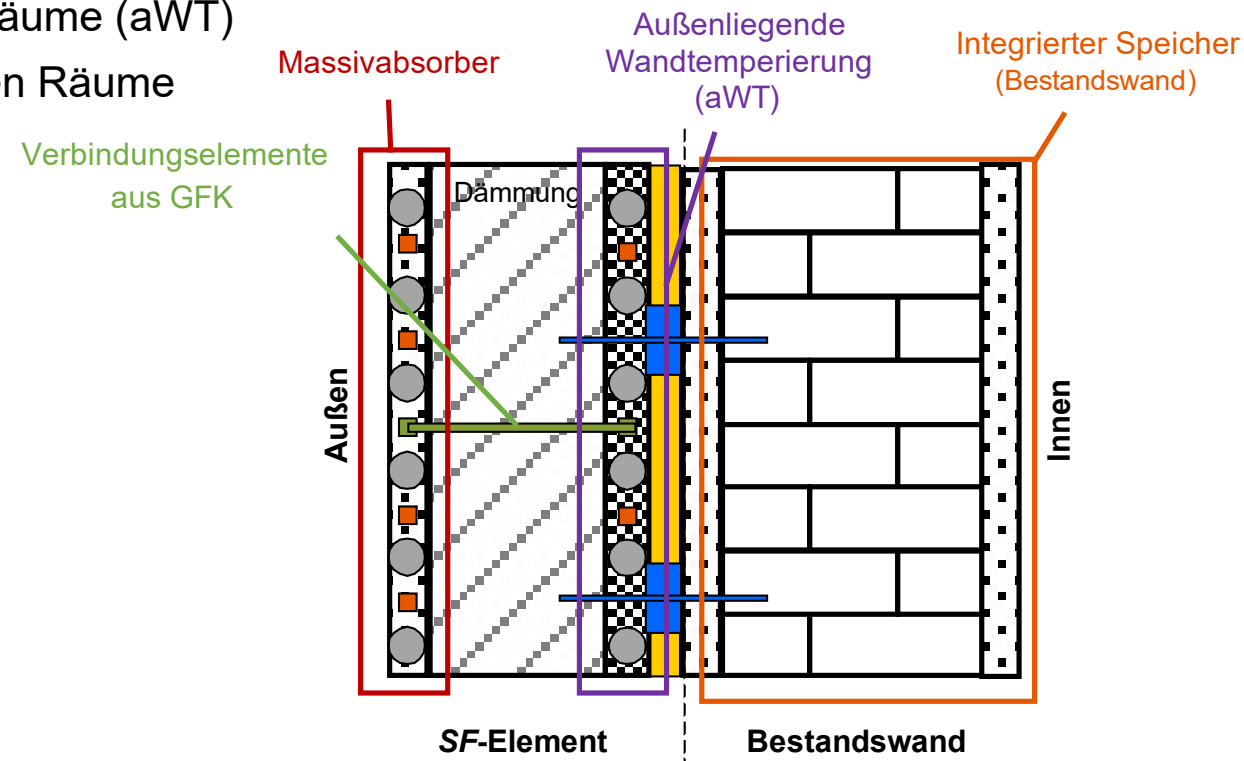 äume (aWT)
en Räume
Massivabsorber
Außenliegende
Wandtemperierung
(aWT)
Integrierter Speicher
(Bestandswand)
Verbindungselemente
aus GFK
Dämmung
Außen
Innen
SF-Element
Bestandswand